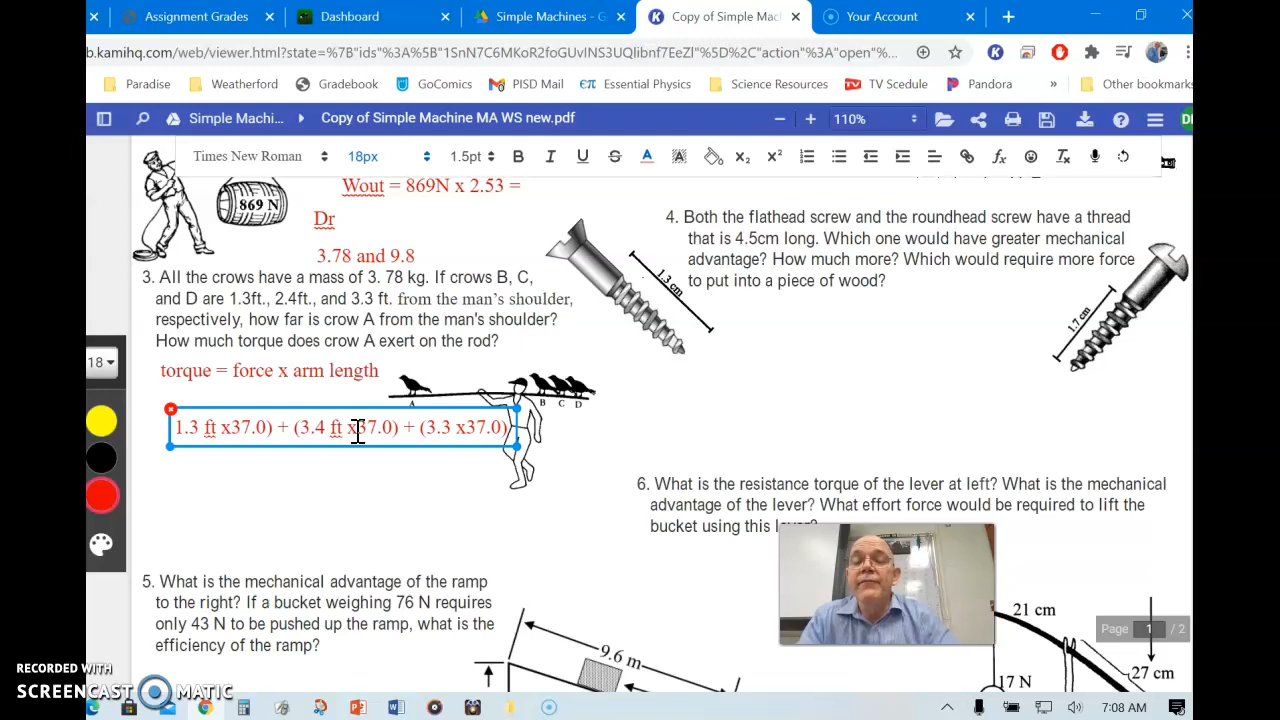 Assignment Grades
Dashboard
Simple Machines - G
Copy of Simple Mac
Your Account
b.kamihq.com/web/viewer.html?state=%7B"ids"%3A%5B"1SnN7C6MKoR2foGUvINS3UQlibnf7EeZl"%5D%2C"action"%3A"open"%...
Paradise
Weatherford
Gradebook
GoComics
PISD Mail
Essential Physics
Science Resources
TV Scedule
Pandora
»
Other bookmarks
Simple Machi...
Copy of Simple Machine MA WS new.pdf
110%
Times New Roman
18px
1.5pt
Wout = 869N x 2.53 =
869 N
Dr
3.78 and 9.8
3. All the crows have a mass of 3. 78 kg. If crows B, C,
and D are 1.3ft., 2.4ft., and 3.3 ft. from the man's shoulder,
respectively, how far is crow A from the man's shoulder?
How much torque does crow A exert on the rod?
torque = force x arm length
A B C D
1.3 ft x37.0) + (3.4 ft x37.0) + (3.3 x37.0)
4. Both the flathead screw and the roundhead screw have a thread
that is 4.5cm long. Which one would have greater mechanical
advantage? How much more? Which would require more force
to put into a piece of wood?
1.3 cm
1.7 cm
18
6. What is the resistance torque of the lever at left? What is the mechanical
advantage of the lever? What effort force would be required to lift the
bucket using this lever?
5. What is the mechanical advantage of the ramp
to the right? If a bucket weighing 76 N requires
only 43 N to be pushed up the ramp, what is the
efficiency of the ramp?
9.6 m
21 cm
27 cm
17 N
Page 1 / 2
RECORDED WITH
SCREENCAST MATIC
7:08 AM